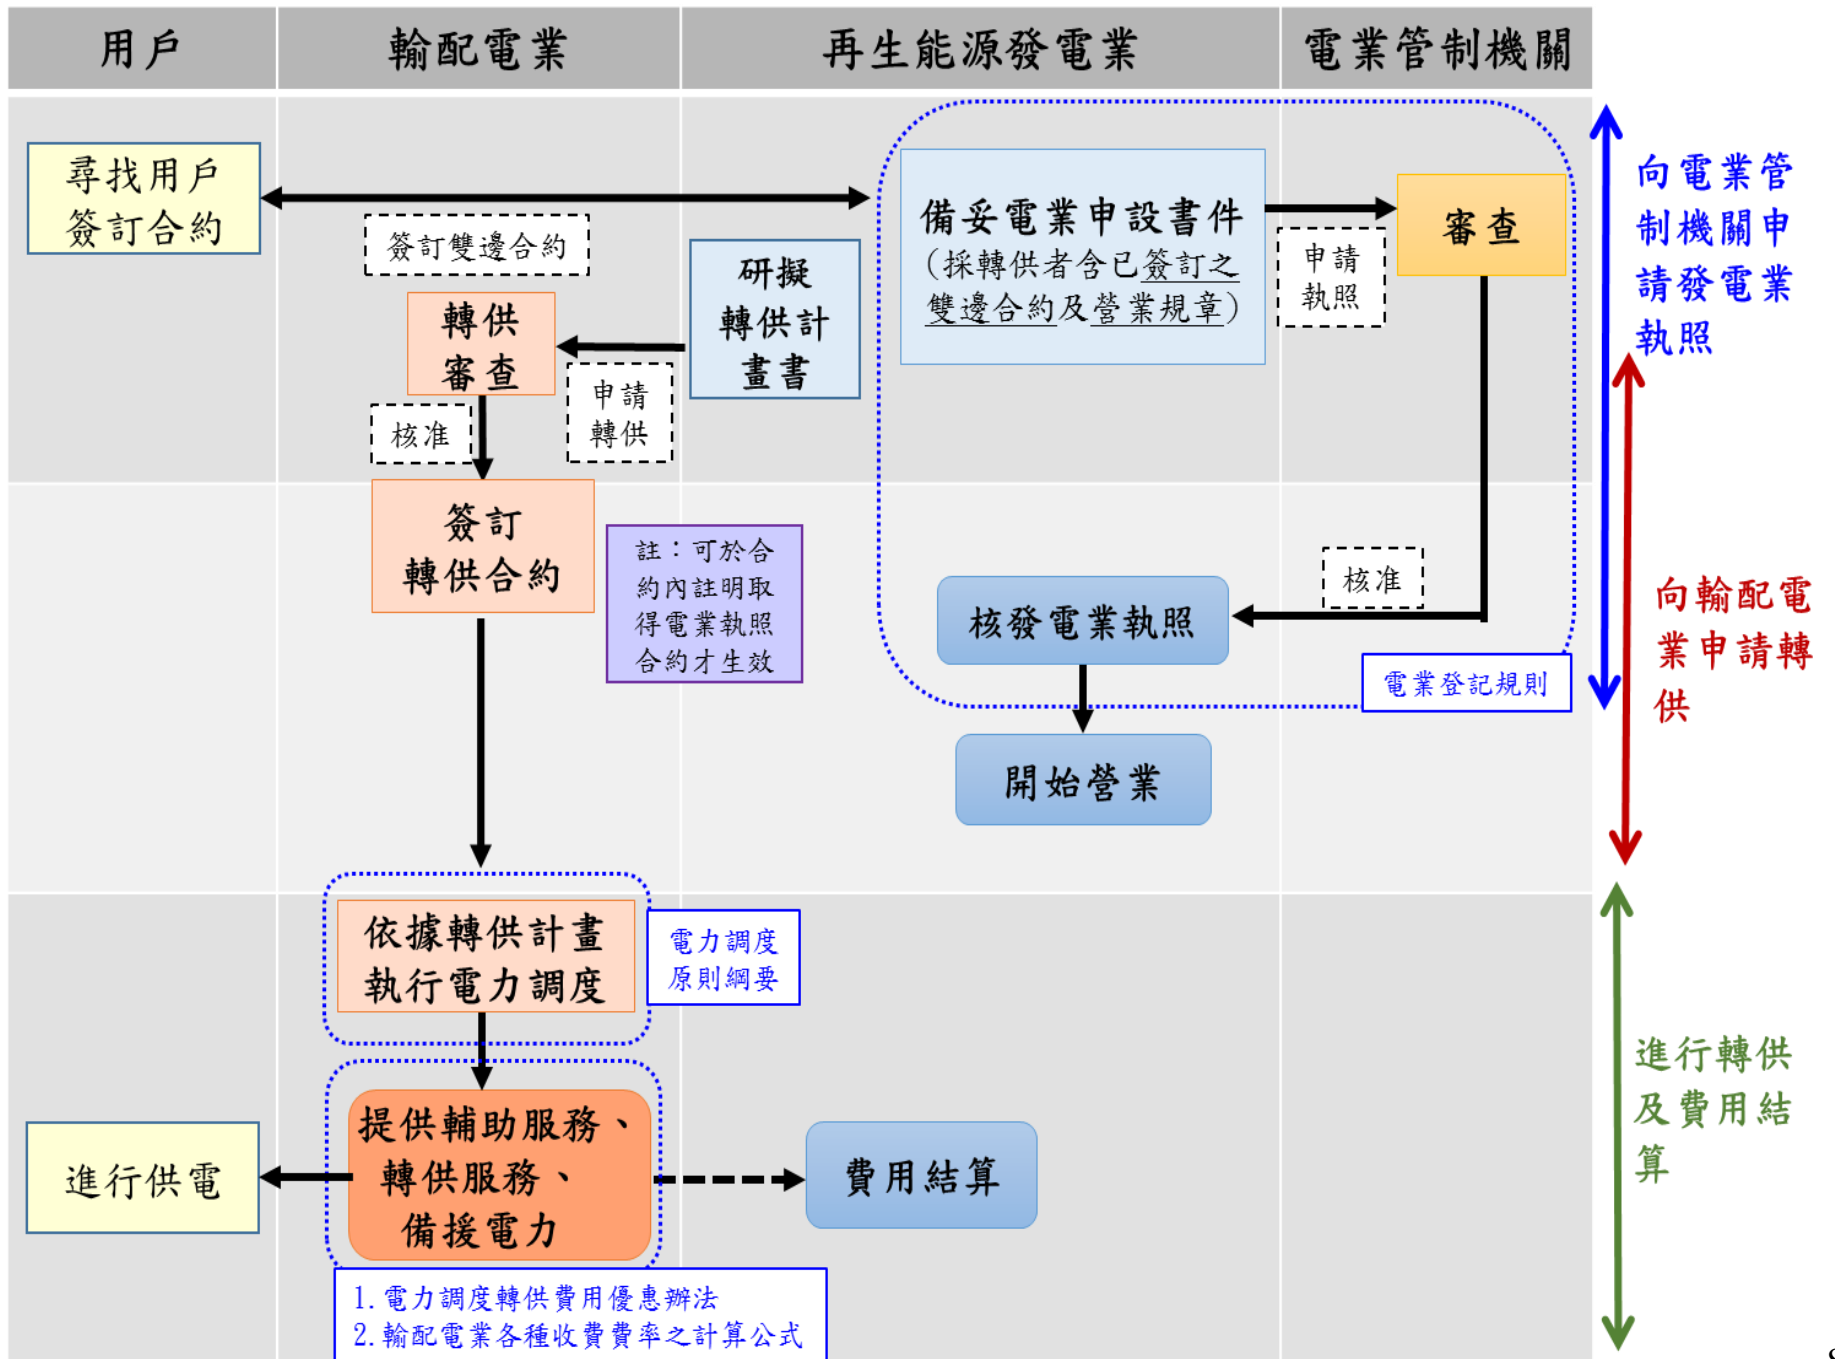 用戶
輸配電業
再生能源發電業
電業管制機關
尋找用戶
簽訂合約
簽訂雙邊合約
轉供
審查
核准
申請
轉供
研擬
轉供計
畫書
備妥電業申設書件
(採轉供者含已簽訂之
雙邊合約及營業規章)
申請
執照
審查
向電業管
制機關申
請發電業
執照
簽訂
轉供合約
註：可於合
約內註明取
得電業執照
合約才生效
核准
核發電業執照
電業登記規則
開始營業
向輸配電
業申請轉
供
依據轉供計畫
執行電力調度
電力調度
原則綱要
進行供電
提供輔助服務、
轉供服務、
備援電力
費用結算
進行轉供
及費用結
算
1.電力調度轉供費用優惠辦法
2.輸配電業各種收費費率之計算公式